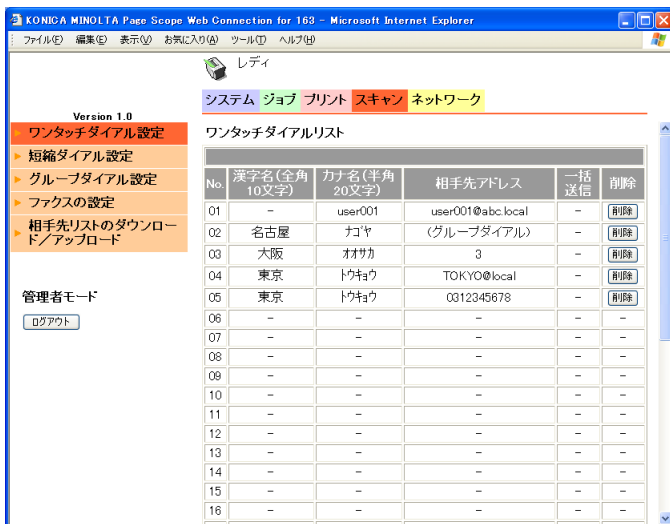 KONICA MINOLTA Page Scope Web Connection for 163 - Microsoft Internet Explorer
ファイル(F) 編集(E) 表示(V) お気に入り(A) ツール(T) ヘルプ(H)
レディ
システム ジョブ プリント スキャン ネットワーク
Version 1.0
ワンタッチダイアル設定
短縮ダイアル設定
グループダイアル設定
ファクスの設定
相手先リストのダウンロー
ド/アップロード
管理者モード
ログアウト
ワンタッチダイアルリスト
No. 漢字名(全角10文字) カナ名(半角20文字) 相手先アドレス 一括送信 削除
01 - user001 user001@abc.local - 削除
02 名古屋 ナゴヤ (グループダイアル) - 削除
03 大阪 オオサカ 3 - 削除
04 東京 トウキョウ TOKYO@local - 削除
05 東京 トウキョウ 0312345678 - 削除
06 - - - - -
07 - - - - -
08 - - - - -
09 - - - - -
10 - - - - -
11 - - - - -
12 - - - - -
13 - - - - -
14 - - - - -
15 - - - - -
16 - - - - -